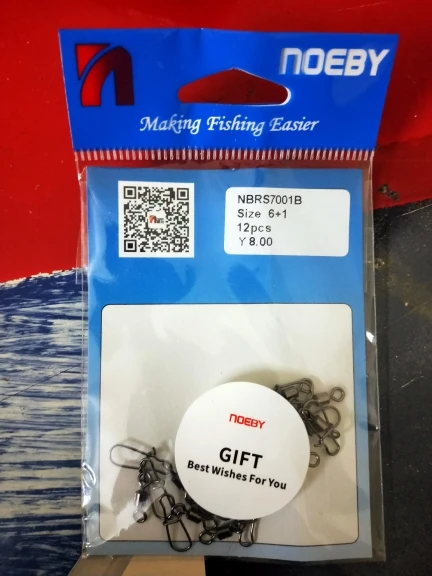 NOEBY
Making Fishing Easier
NBRS7001B
Size 6+1
12pcs
Y 8.00
NOEBY
GIFT
Best Wishes For You